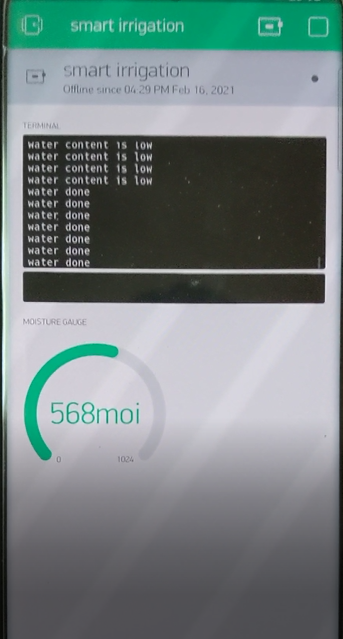 smart irrigation
smart irrigation
Offline since 04:29 PM Feb 16, 2021
TERMINAL
water content is low
water content is low
water content is low
water content is low
water done
water done
water done
water done
water done
water done
water done
MOISTURE GAUGE
568moi
0
1024